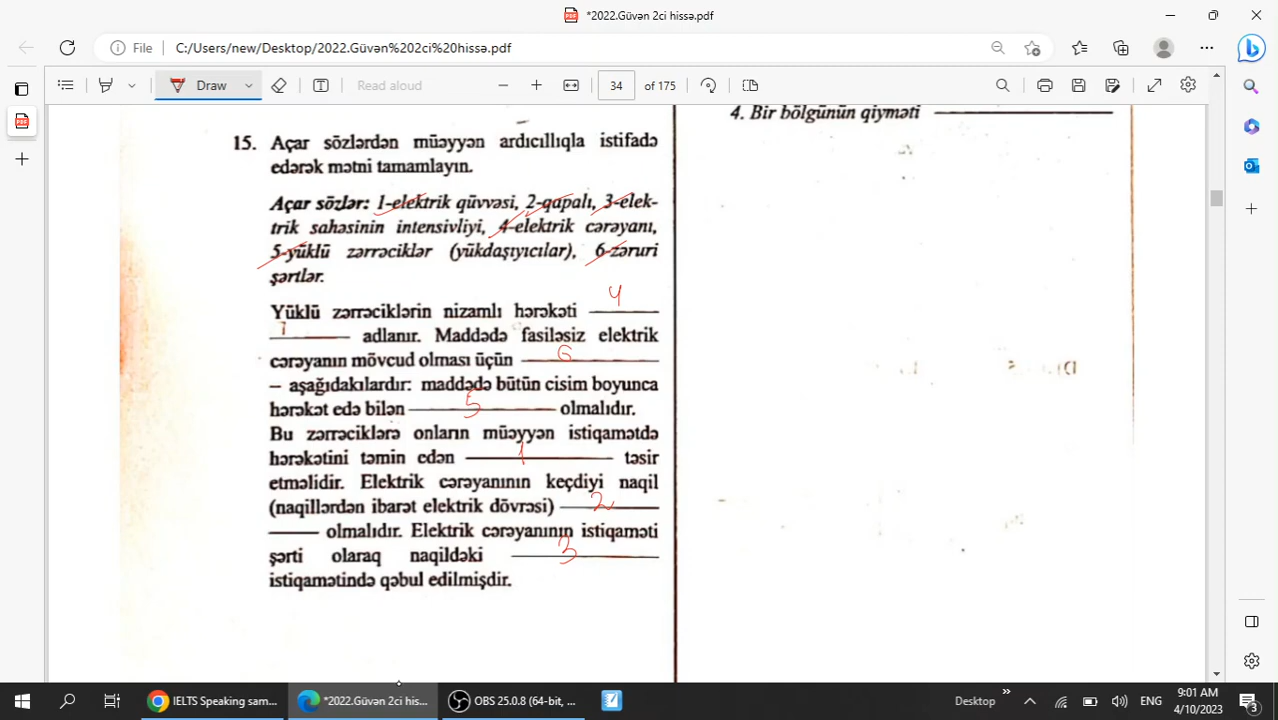 *2022.Güvən 2ci hissə.pdf
File C:/Users/new/Desktop/2022.Güvən%202ci%20hissə.pdf
Draw Read aloud 34 of 175
4. Bir bölgünün qiyməti
15. Açar sözlərdən müəyyən ardıcıllıqla istifadə
edərək mətni tamamlayın.
Açar sözlər: 1-elektrik qüvvəsi, 2-qapalı, 3-elek-
trik sahəsinin intensivliyi, 4-elektrik cərəyanı,
5-yüklü zərrəciklər (yükdaşıyıcılar), 6-zəruri
şərtlər.
4
Yüklü zərrəciklərin nizamlı hərəkəti
adlanır. Maddədə fasiləsiz elektrik
6
cərəyanın mövcud olması üçün
– aşağıdakılardır: maddədə bütün cisim boyunca
5
hərəkət edə bilən olmalıdır.
Bu zərrəciklərə onların müəyyən istiqamətdə
1
hərəkətini təmin edən təsir
etməlidir. Elektrik cərəyanının keçdiyi naqil
2
(naqillərdən ibarət elektrik dövrəsi)
olmalıdır. Elektrik cərəyanının istiqaməti
3
şərti olaraq naqildəki
istiqamətində qəbul edilmişdir.
IELTS Speaking sam... *2022.Güvən 2ci his... OBS 25.0.8 (64-bit, ... Desktop ENG 9:01 AM
4/10/2023 3